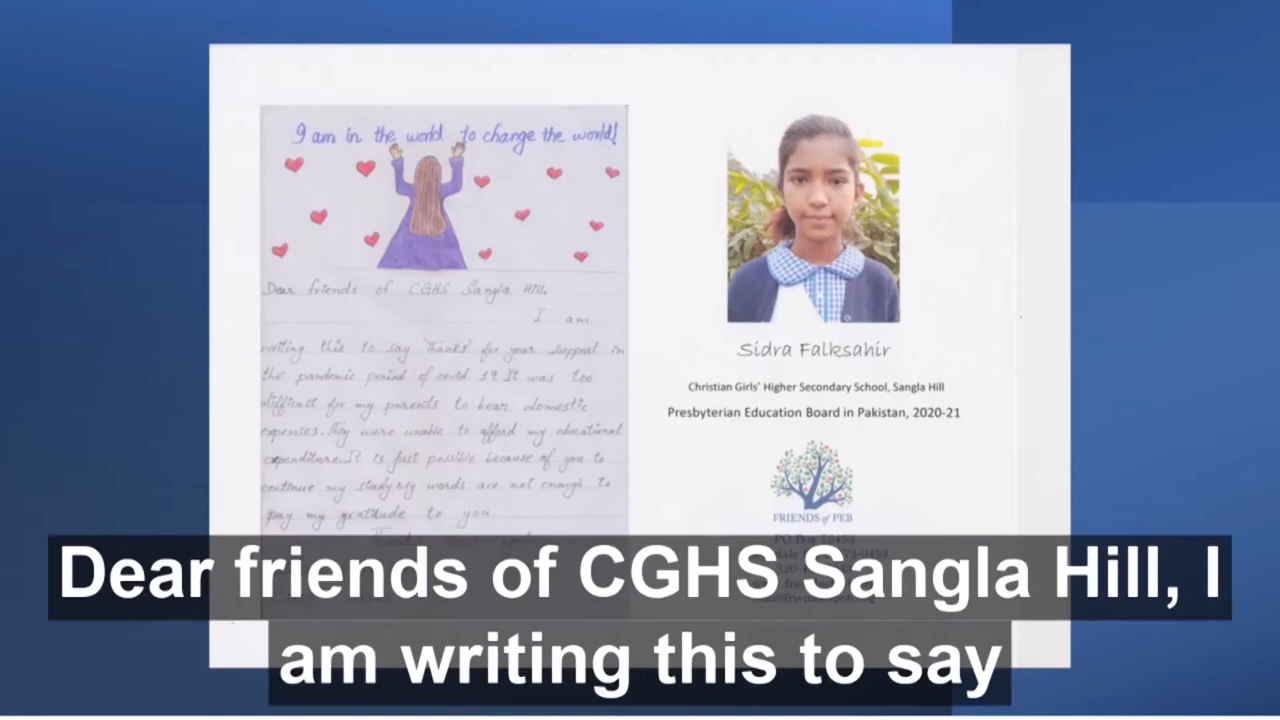 I am in the world to change the world!
Dear friends of CGHS Sangla Hill,
I am
writing this to say 'Thanks' for your support in
the pandemic period of covid 19. It was too
difficult for my parents to bear domestic
expenses. They were unable to afford my educational
expenditure. It is just possible because of you to
continue my study. My words are not enough to
pay my gratitude to you
Sidra Falksahir
Christian Girls' Higher Secondary School, Sangla Hill
Presbyterian Education Board in Pakistan, 2020-21
FRIENDS of PEB
PO Box 72453
Dear friends of CGHS Sangla Hill, I
am writing this to say